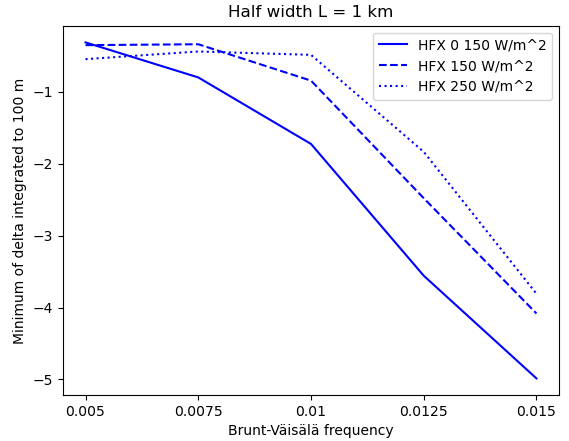 Half width L = 1 km
HFX 0 150 W/m^2
HFX 150 W/m^2
HFX 250 W/m^2
Minimum of delta integrated to 100 m
−1
−2
−3
−4
−5
0.005 0.0075 0.01 0.0125 0.015
Brunt-Väisälä frequency